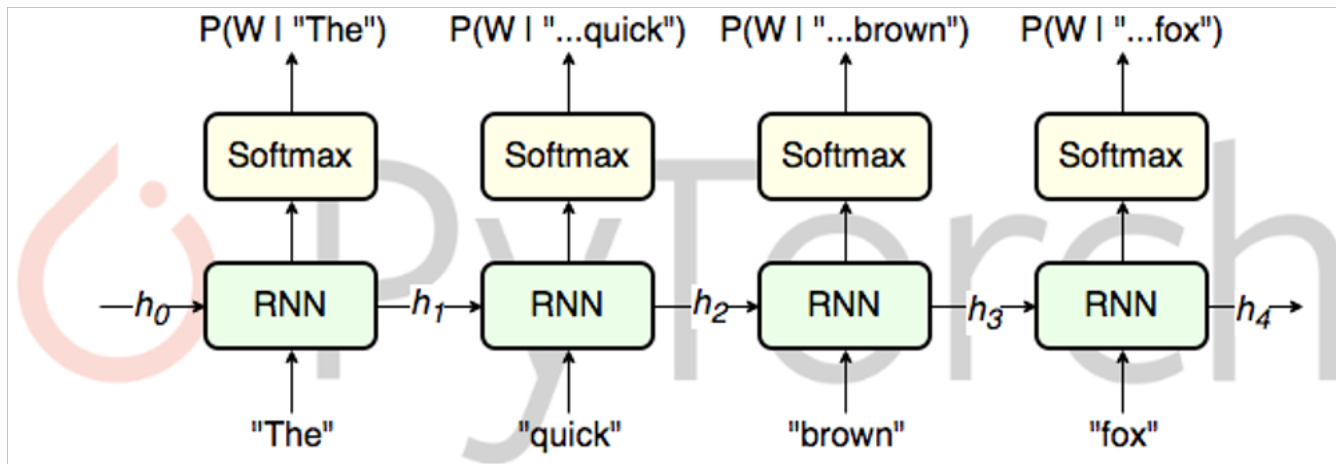 P(W | "The") P(W | "...quick") P(W | "...brown") P(W | "...fox")
Softmax Softmax Softmax Softmax
h0 RNN h1 RNN h2 RNN h3 RNN h4
"The" "quick" "brown" "fox"
PyTorch